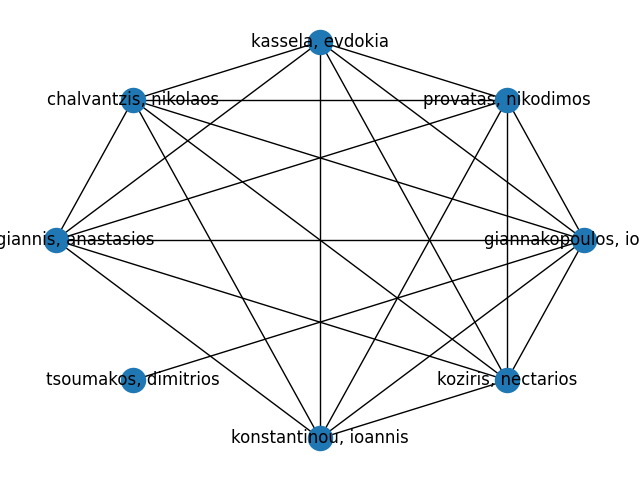 kassela, evdokia
chalvantzis, nikolaos
provatas, nikodimos
giannis, anastasios
giannakopoulos, io
tsoumakos, dimitrios
koziris, nectarios
konstantinou, ioannis